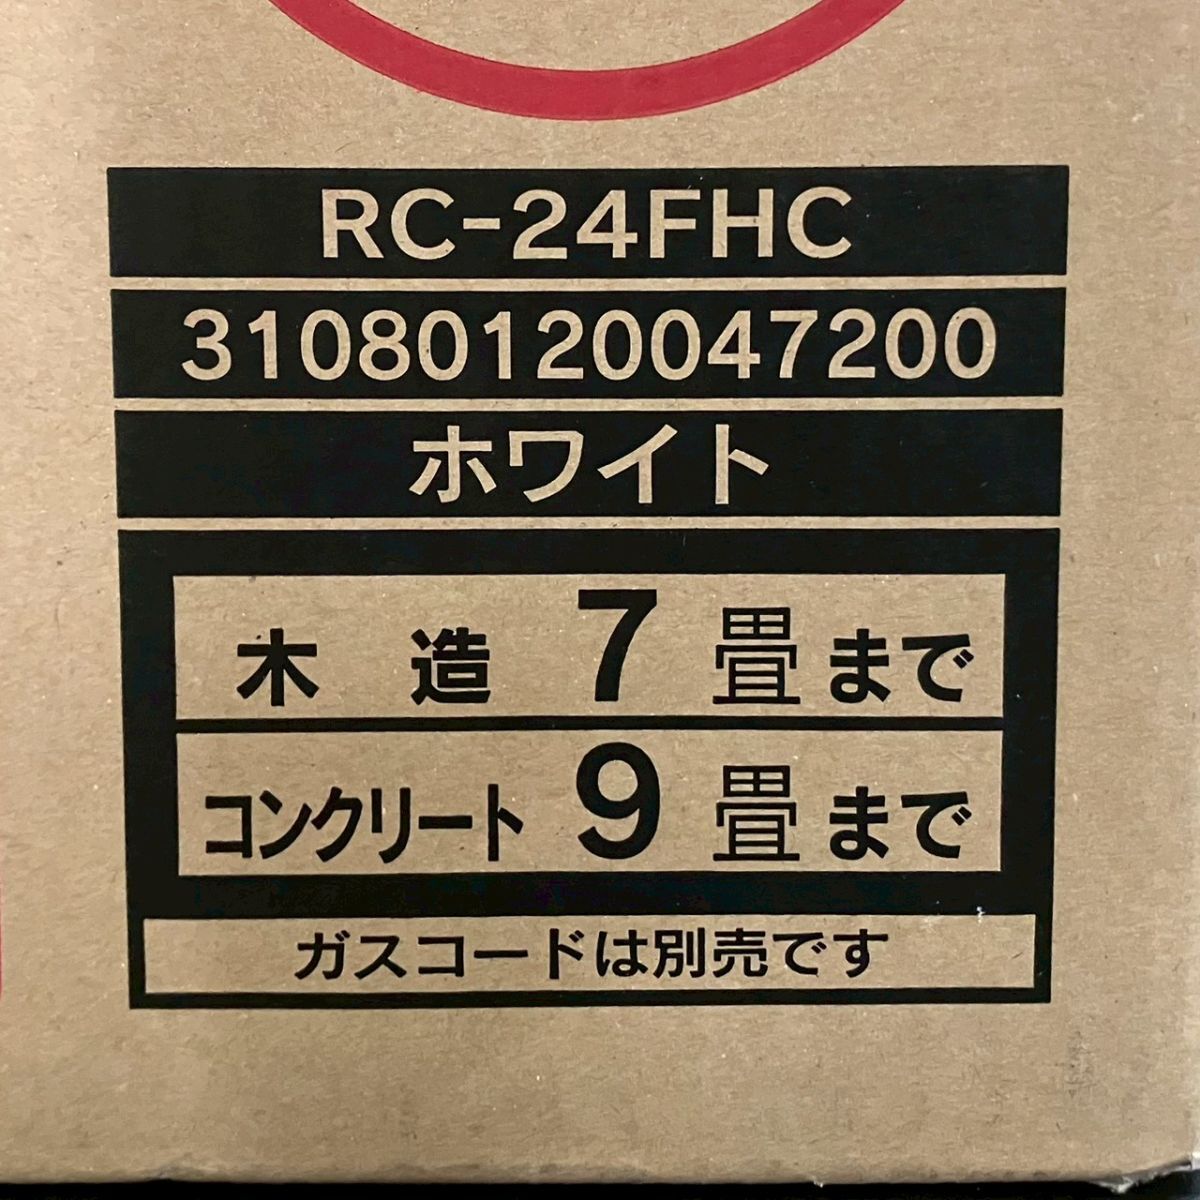 RC-24FHC
31080120047200
ホワイト
木造 7畳まで
コンクリート 9畳まで
ガスコードは別売です